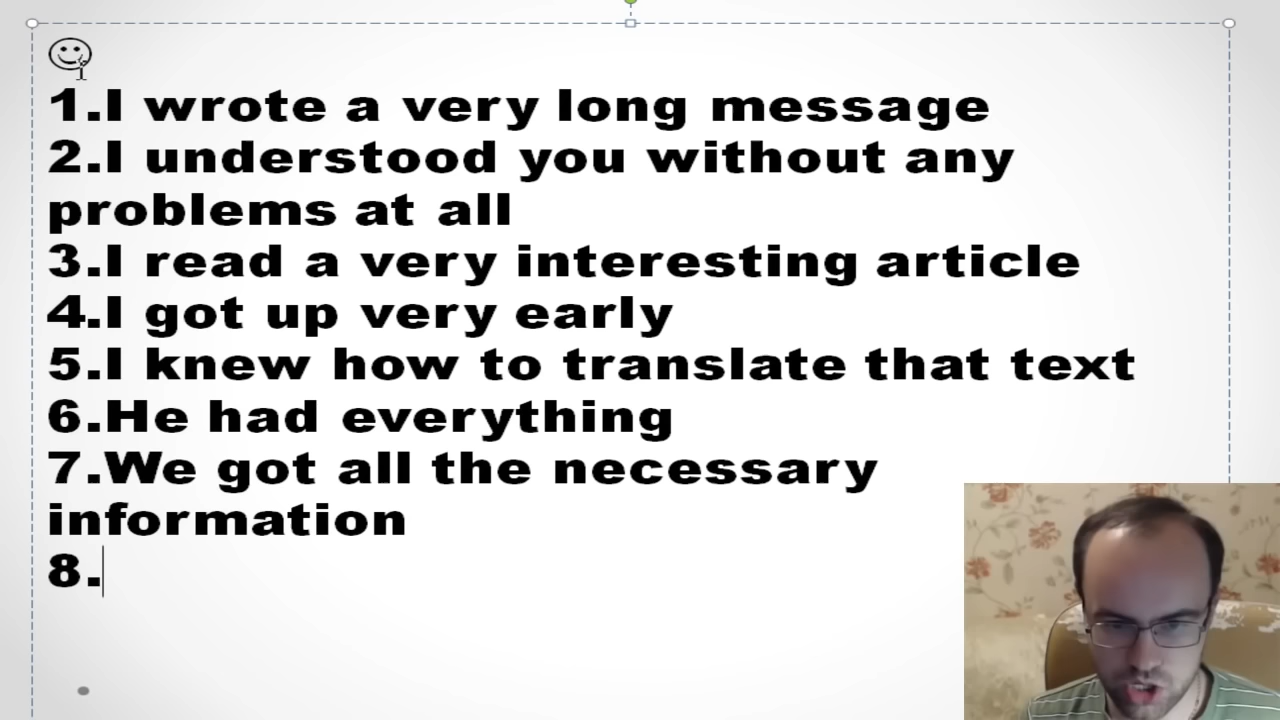 1.I wrote a very long message
2.I understood you without any
problems at all
3.I read a very interesting article
4.I got up very early
5.I knew how to translate that text
6.He had everything
7.We got all the necessary
information
8.